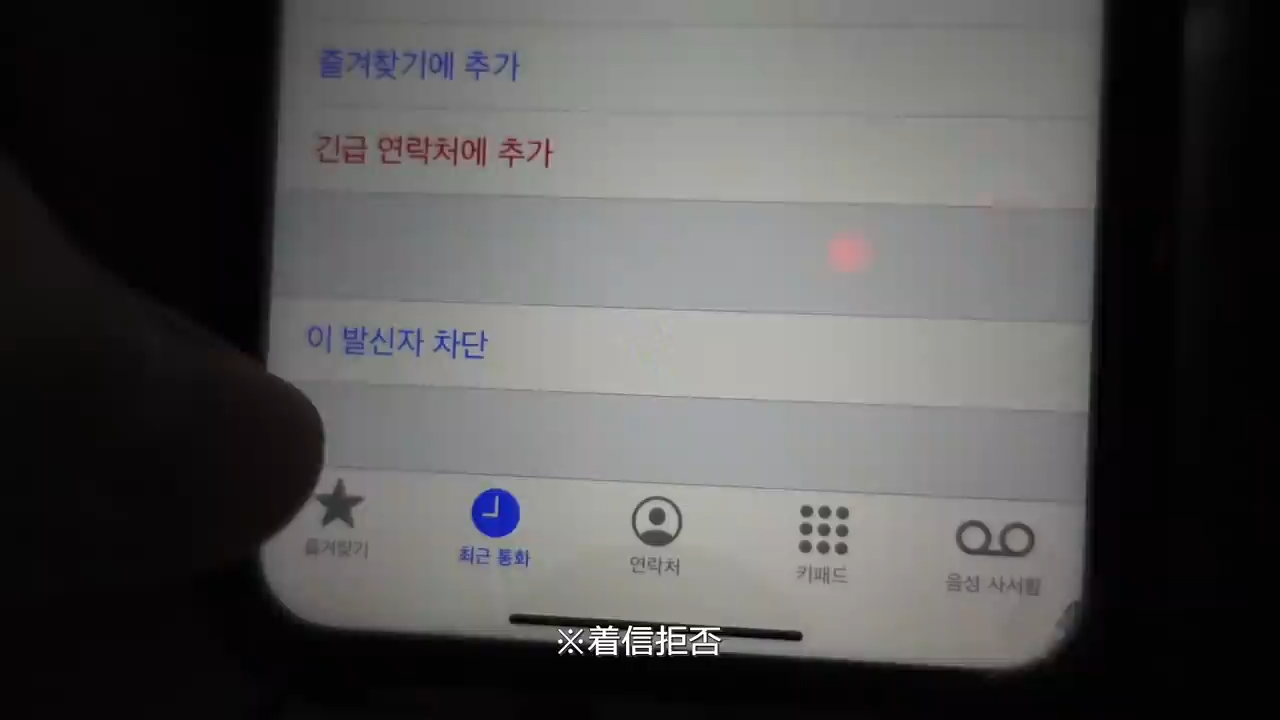 즐겨찾기에 추가
긴급 연락처에 추가
이 발신자 차단
즐겨찾기
최근 통화
연락처
키패드
음성 사서함
※着信拒否